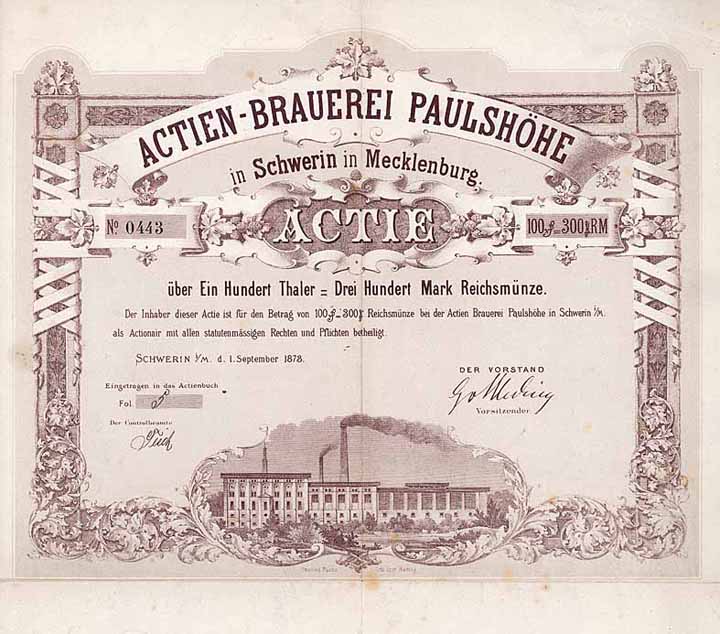 ACTIEN-BRAUEREI PAULSHÖHE
in Schwerin in Mecklenburg.
No 0443
ACTIE
100 300 RM
über Ein Hundert Thaler = Drei Hundert Mark Reichsmünze.
Der Inhaber dieser Actie ist für den Betrag von 100 = 300 Reichsmünze bei der Actien Brauerei Paulshöhe in Schwerin i/M.
als Actionair mit allen statutenmässigen Rechten und Pflichten betheiligt.
SCHWERIN i/M. d. 1. September 1878.
Eingetragen in das Actienbuch
Fol.
Der Controlbeamte
DER VORSTAND
Vorsitzender.